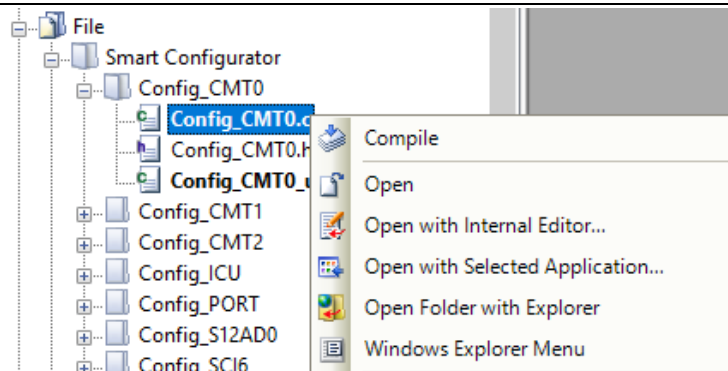 File
Smart Configurator
Config_CMT0
Config_CMT0.c
Config_CMT0.h
Config_CMT0_u
Config_CMT1
Config_CMT2
Config_ICU
Config_PORT
Config_S12AD0
Config_SCI6
Compile
Open
Open with Internal Editor...
Open with Selected Application...
Open Folder with Explorer
Windows Explorer Menu